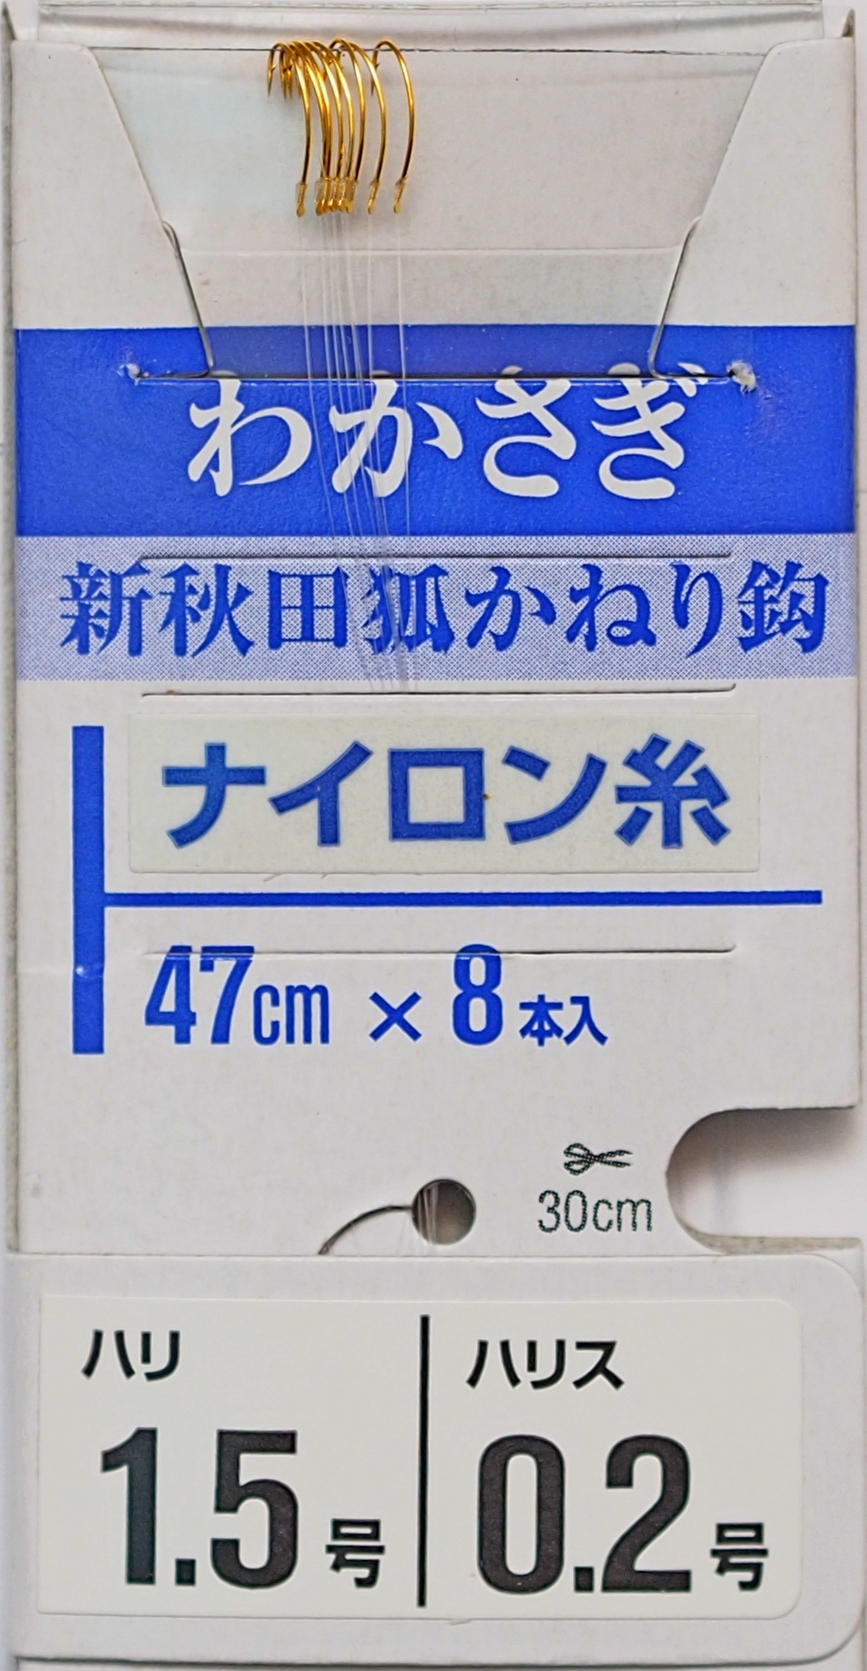 わかさぎ
新秋田狐かねり鈎
ナイロン糸
47cm × 8本入
30cm
ハリ
1.5号
ハリス
0.2号